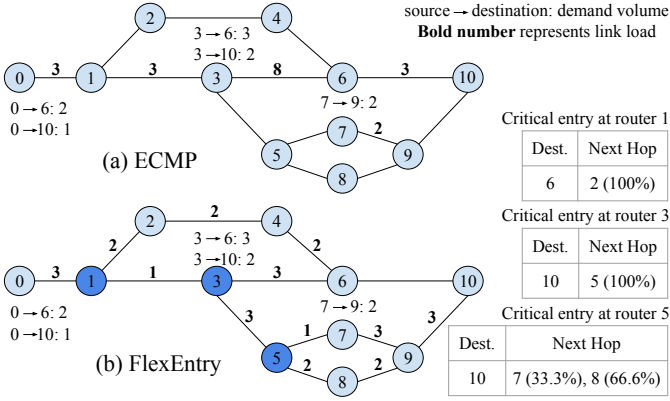 source → destination: demand volume
Bold number represents link load
2
4
3 → 6: 3
3 → 10: 2
0
3
1
3
3
8
6
3
10
0 → 6: 2
0 → 10: 1
7 → 9: 2
7
2
5
9
8
(a) ECMP
Critical entry at router 1
Dest.
Next Hop
6
2 (100%)
2
2
4
2
3 → 6: 3
3 → 10: 2
2
0
3
1
1
3
3
6
10
0 → 6: 2
0 → 10: 1
3
7 → 9: 2
3
1
7
3
5
9
2
8
2
(b) FlexEntry
Critical entry at router 3
Dest.
Next Hop
10
5 (100%)
Critical entry at router 5
Dest.
Next Hop
10
7 (33.3%), 8 (66.6%)